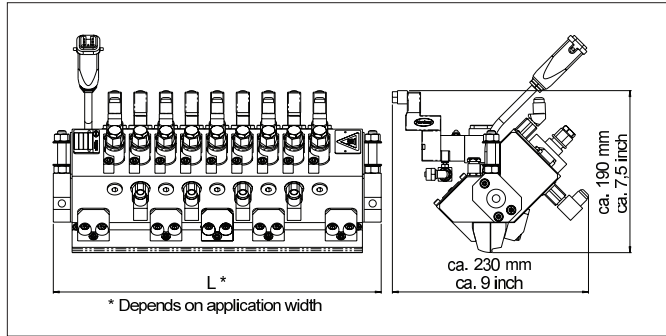 ca. 190 mm
ca. 7,5 inch
L *
* Depends on application width
ca. 230 mm
ca. 9 inch